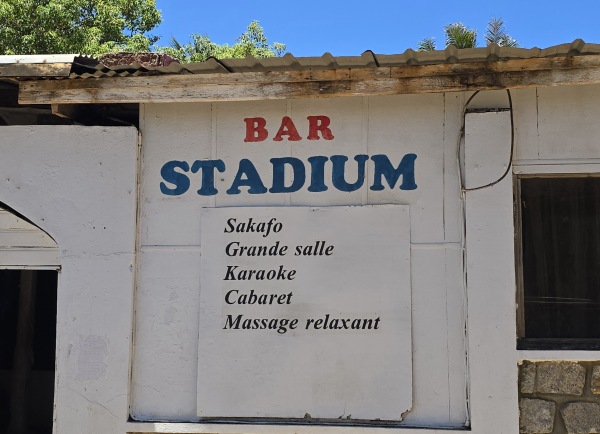 BAR
STADIUM
Sakafo
Grande salle
Karaoke
Cabaret
Massage relaxant